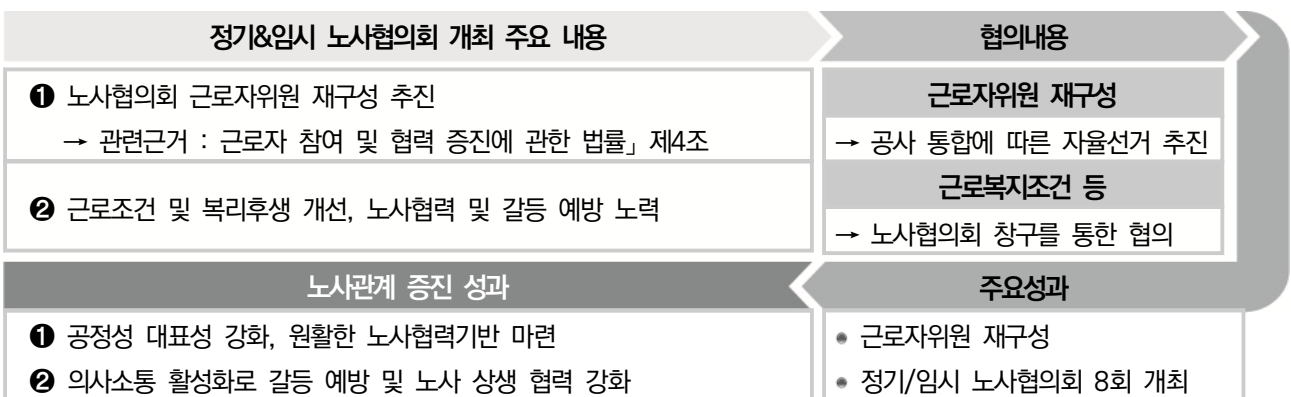 정기&임시 노사협의회 개최 주요 내용
협의내용
❶ 노사협의회 근로자위원 재구성 추진
→ 관련근거 : 근로자 참여 및 협력 증진에 관한 법률」 제4조
❷ 근로조건 및 복리후생 개선, 노사협력 및 갈등 예방 노력
근로자위원 재구성
→ 공사 통합에 따른 자율선거 추진
근로복지조건 등
→ 노사협의회 창구를 통한 협의
노사관계 증진 성과
주요성과
❶ 공정성 대표성 강화, 원활한 노사협력기반 마련
❷ 의사소통 활성화로 갈등 예방 및 노사 상생 협력 강화
• 근로자위원 재구성
• 정기/임시 노사협의회 8회 개최